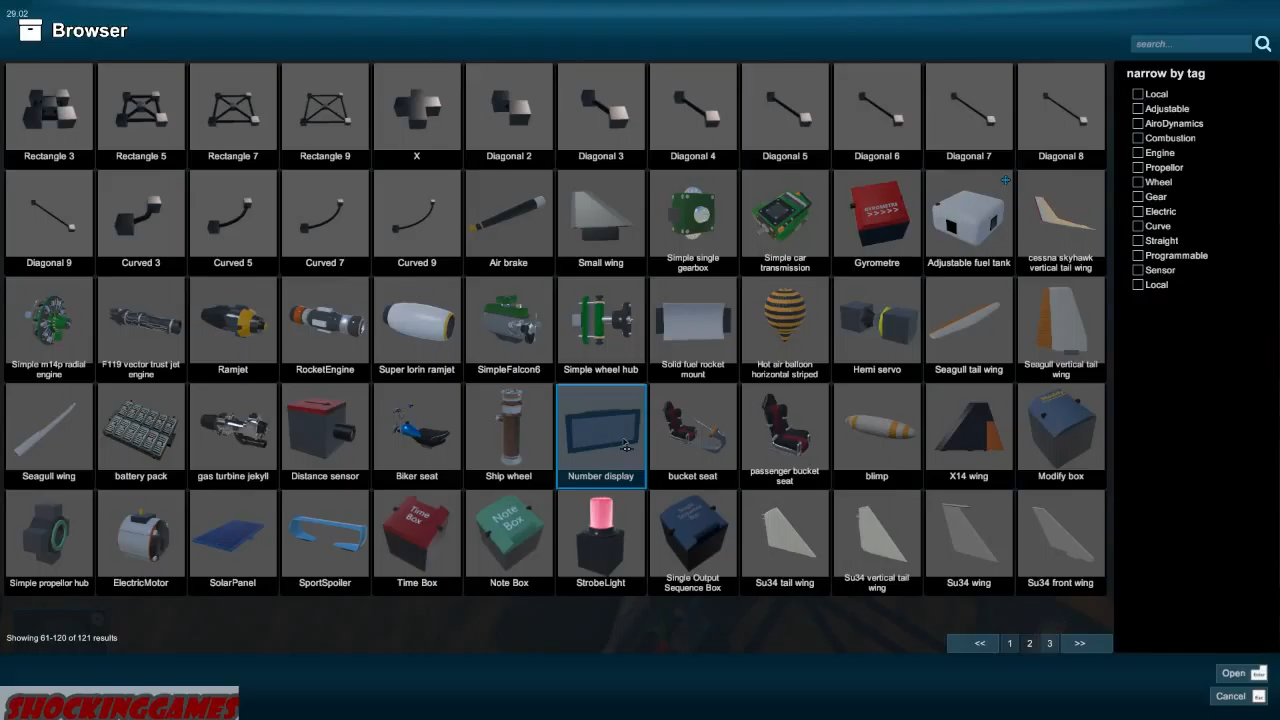 29.02
Browser
search...
narrow by tag
Local
Adjustable
AiroDynamics
Combustion
Engine
Propellor
Wheel
Gear
Electric
Curve
Straight
Programmable
Sensor
Local
Rectangle 3
Rectangle 5
Rectangle 7
Rectangle 9
X
Diagonal 2
Diagonal 3
Diagonal 4
Diagonal 5
Diagonal 6
Diagonal 7
Diagonal 8
Diagonal 9
Curved 3
Curved 5
Curved 7
Curved 9
Air brake
Small wing
Simple single
gearbox
Simple car
transmission
GYROMETRE
>>>>>
Gyrometre
Adjustable fuel tank
cessna skyhawk
vertical tail wing
Simple m14p radial
engine
F119 vector trust jet
engine
Ramjet
RocketEngine
Super lorin ramjet
SimpleFalcon6
Simple wheel hub
Solid fuel rocket
mount
Hot air balloon
horizontal striped
Hemi servo
Seagull tail wing
Seagull vertical tail
wing
Seagull wing
battery pack
gas turbine jekyll
Distance sensor
Biker seat
Ship wheel
Number display
bucket seat
passenger bucket
seat
blimp
X14 wing
Modify box
Simple propellor hub
ElectricMotor
SolarPanel
SportSpoiler
Time
Box
Time Box
Note
Box
Note Box
StrobeLight
Single Output
Sequence Box
Su34 tail wing
Su34 vertical tail
wing
Su34 wing
Su34 front wing
Showing 61-120 of 121 results
<< 1 2 3 >>
Open
Cancel
SHOCKINGGAMES